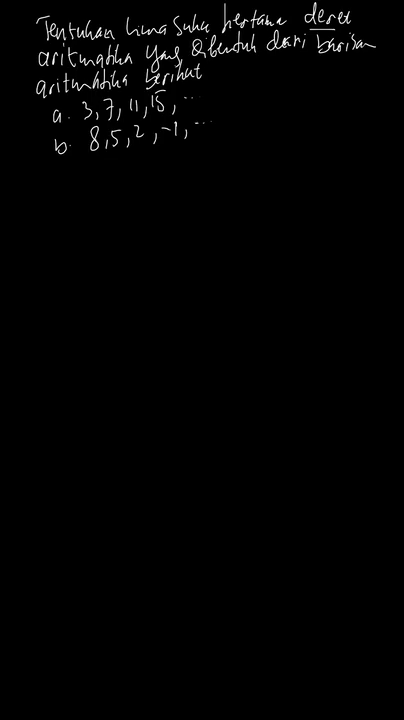 Tentukan lima suku pertama deret
aritmatika yang dibentuk dari barisan
aritmatika berikut
a. 3, 7, 11, 15, ...
b. 8, 5, 2, -1, ...